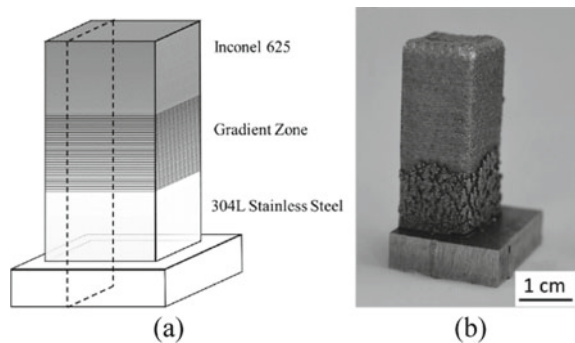 Inconel 625
Gradient Zone
304L Stainless Steel
1 cm
(a)
(b)